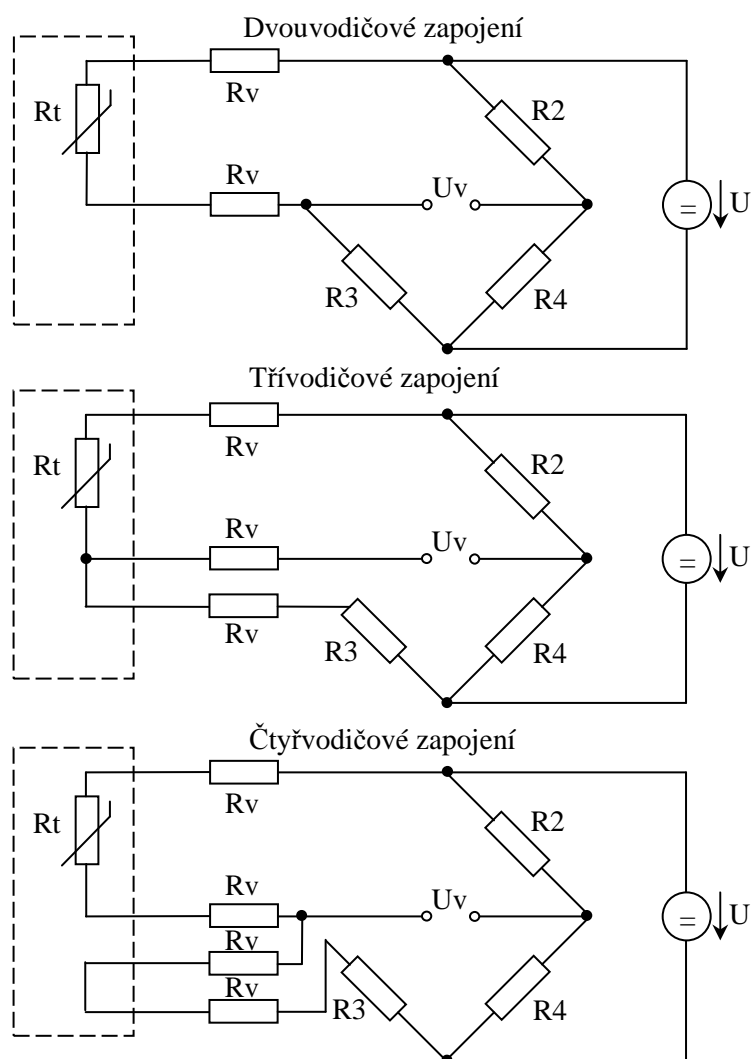 Dvouvodičové zapojení
Rv
Rt
R2
Rv
Uv
=
U
R3
R4
Třívodičové zapojení
Rv
Rt
R2
Rv
Uv
=
U
Rv
R3
R4
Čtyřvodičové zapojení
Rv
Rt
R2
Rv
Uv
=
U
Rv
Rv
R3
R4